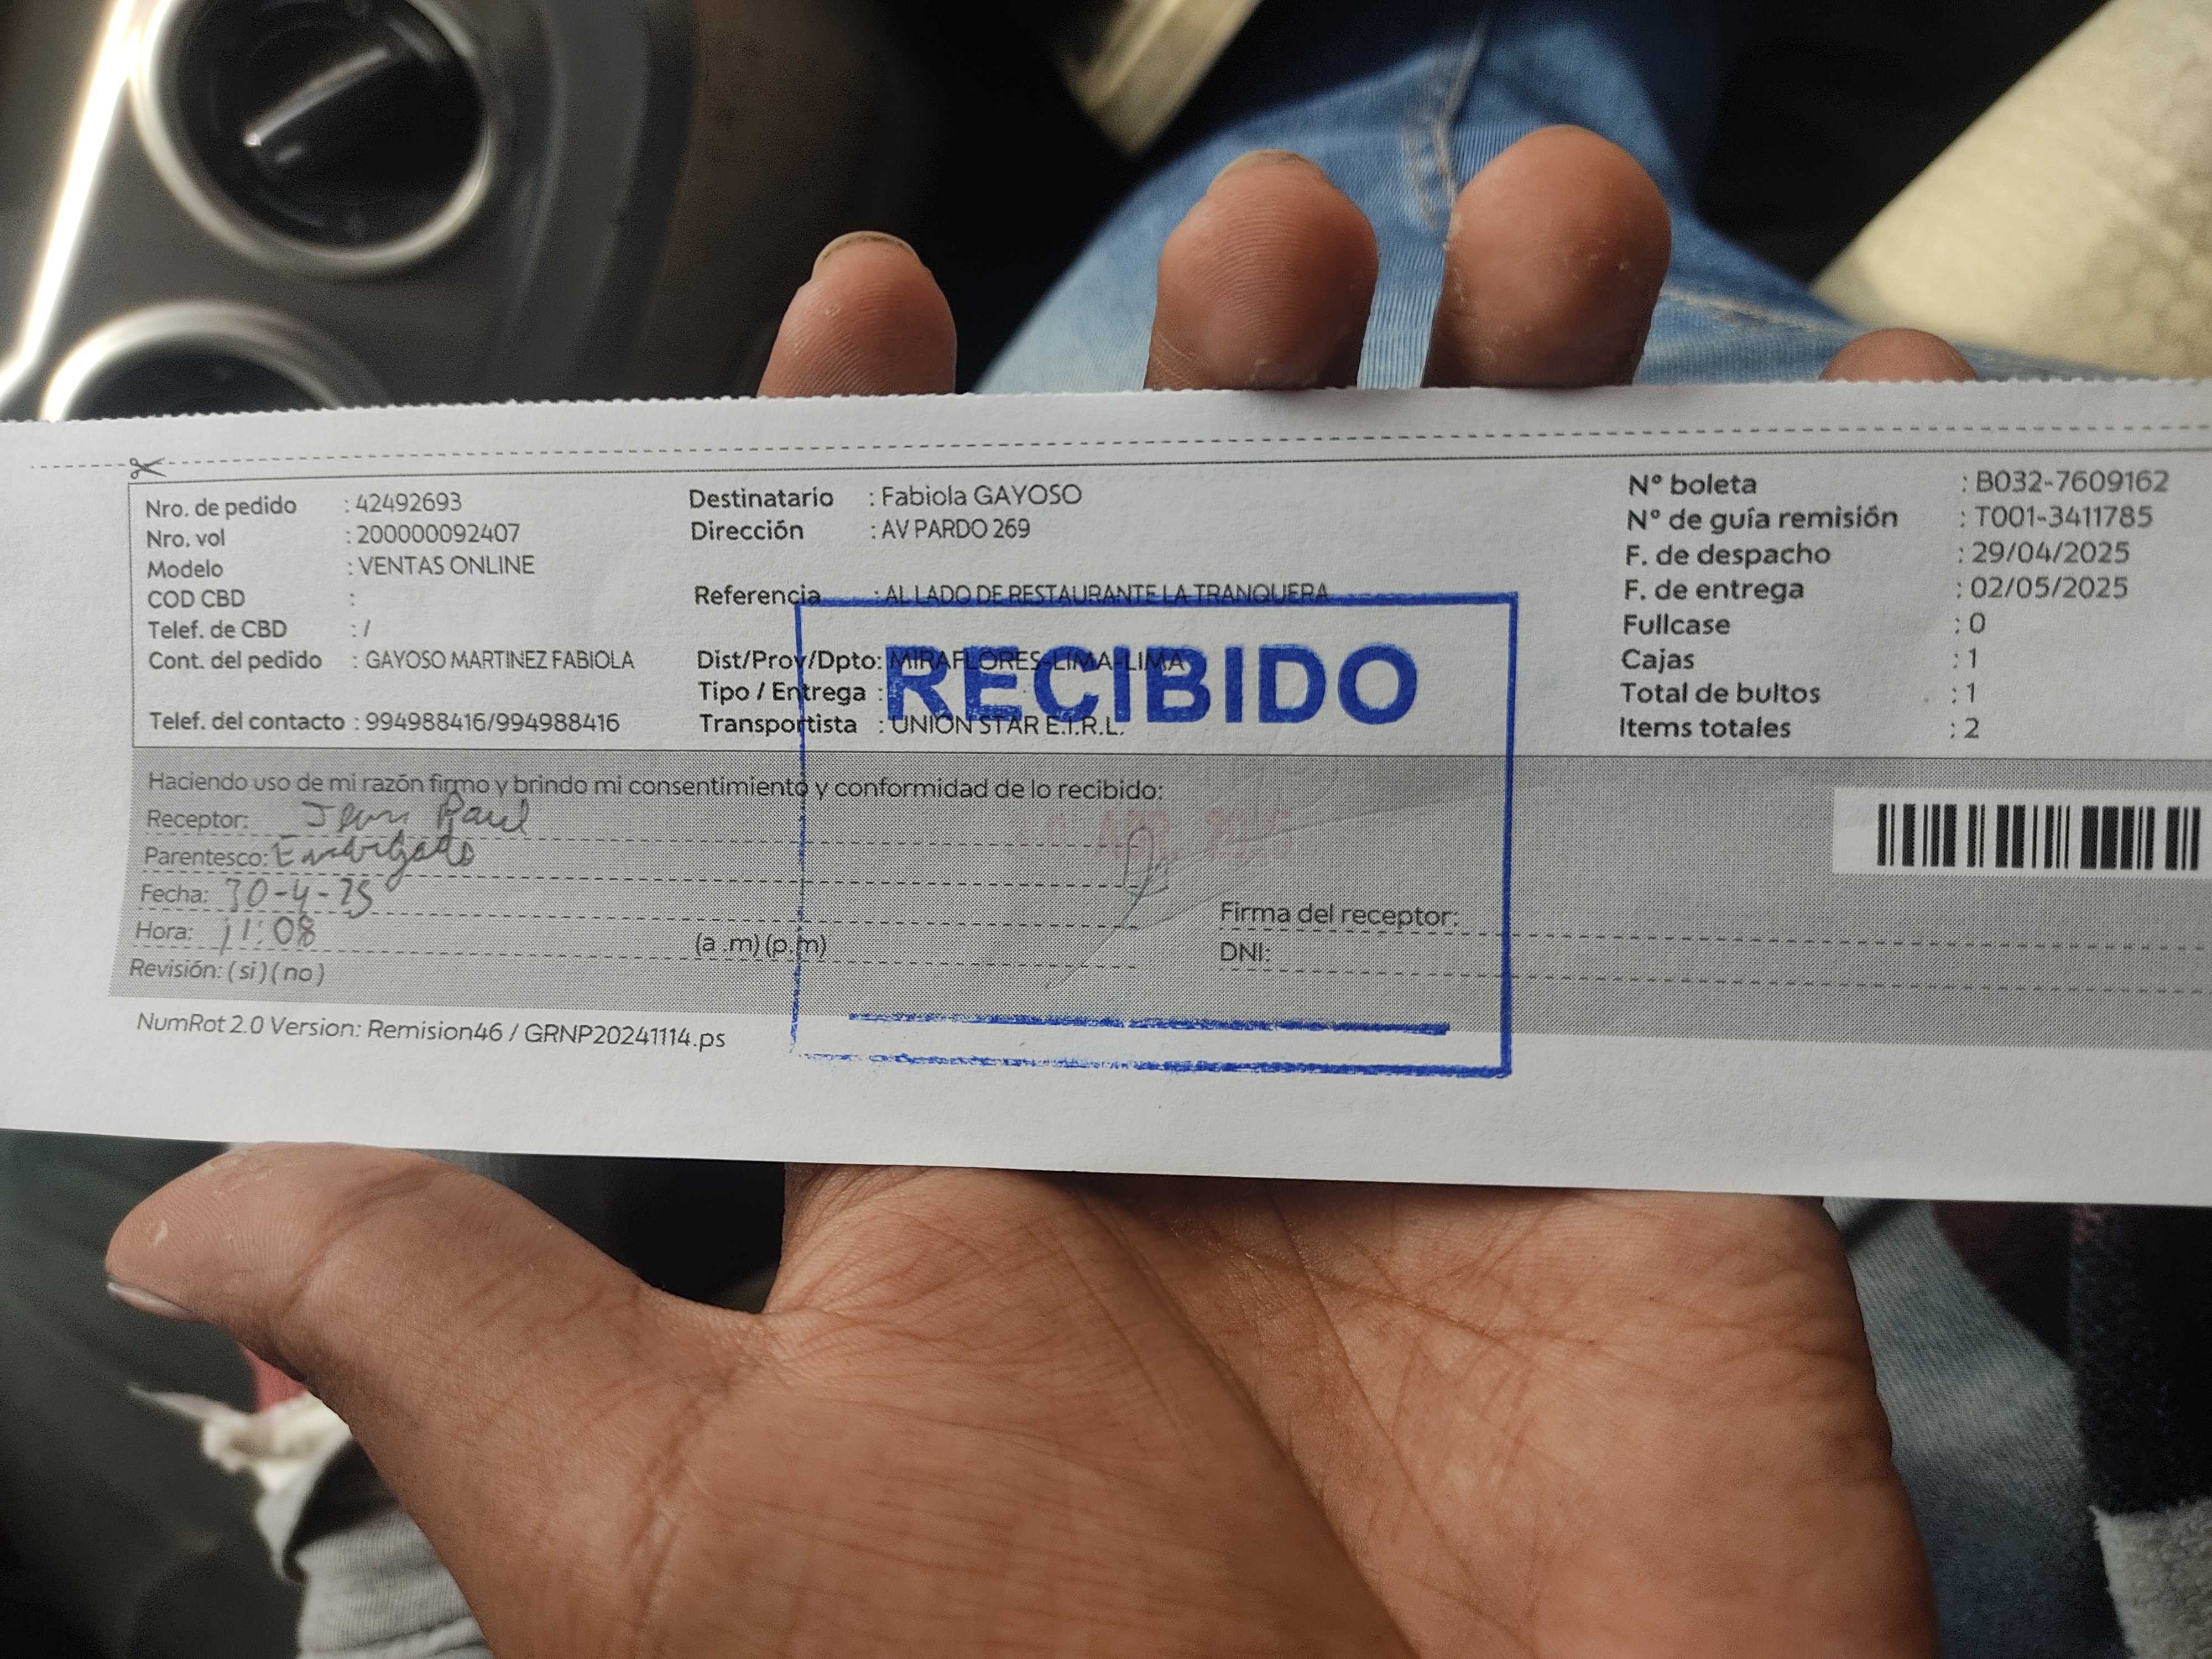 Nro. de pedido : 42492693
Nro. vol : 200000092407
Modelo : VENTAS ONLINE
COD CBD :
Telef. de CBD : /
Cont. del pedido : GAYOSO MARTINEZ FABIOLA
Telef. del contacto : 994988416/994988416
Destinatario : Fabiola GAYOSO
Dirección : AV PARDO 269
Referencia : AL LADO DE RESTAURANTE LA TRANQUERA
Dist/Prov/Dpto: MIRAFLORES-LIMA-LIMA
Tipo / Entrega :
Transportista : UNION STAR E.I.R.L.
N° boleta : B032-7609162
N° de guía remisión : T001-3411785
F. de despacho : 29/04/2025
F. de entrega : 02/05/2025
Fullcase : 0
Cajas : 1
Total de bultos : 1
Items totales : 2
RECIBIDO
Haciendo uso de mi razón firmo y brindo mi consentimiento y conformidad de lo recibido:
Receptor: Jean Paul
Parentesco: Encargado
Fecha: 30-4-25
Hora: 11:08 (a .m) (p.m)
Revisión: ( si ) ( no )
Firma del receptor:
DNI:
NumRot 2.0 Version: Remision46 / GRNP20241114.ps